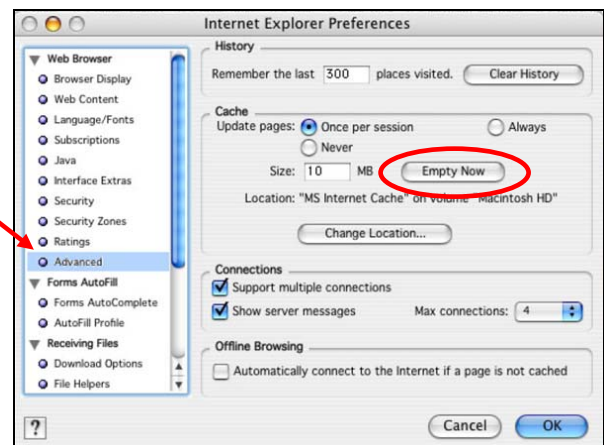 Internet Explorer Preferences
Web Browser
Browser Display
Web Content
Language/Fonts
Subscriptions
Java
Interface Extras
Security
Security Zones
Ratings
Advanced
Forms AutoFill
Forms AutoComplete
AutoFill Profile
Receiving Files
Download Options
File Helpers
History
Remember the last 300 places visited. Clear History
Cache
Update pages: Once per session Always
Never
Size: 10 MB Empty Now
Location: "MS Internet Cache" on volume "Macintosh HD"
Change Location...
Connections
Support multiple connections
Show server messages Max connections: 4
Offline Browsing
Automatically connect to the Internet if a page is not cached
? Cancel OK